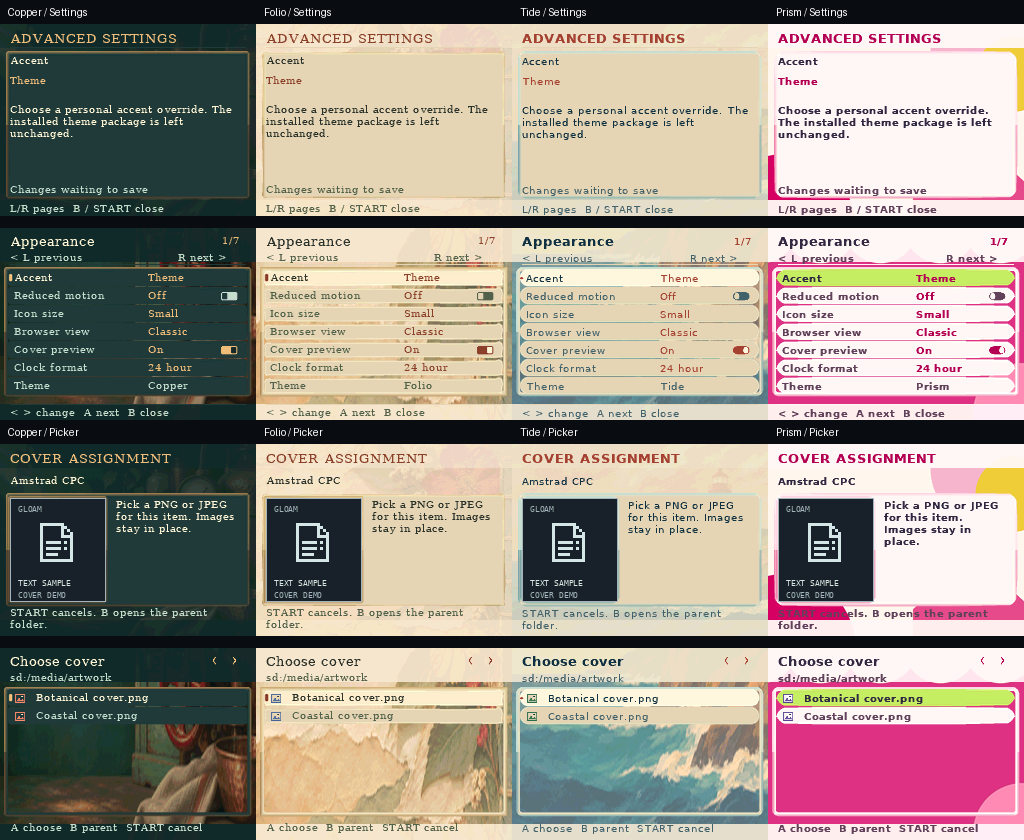 Copper / Settings
ADVANCED SETTINGS
Accent
Theme
Choose a personal accent override. The
installed theme package is left
unchanged.
Changes waiting to save
L/R pages  B / START close
Appearance
1/7
< L previous
R next >
Accent Theme
Reduced motion Off
Icon size Small
Browser view Classic
Cover preview On
Clock format 24 hour
Theme Copper
< > change  A next  B close
Folio / Settings
ADVANCED SETTINGS
Accent
Theme
Choose a personal accent override. The
installed theme package is left
unchanged.
Changes waiting to save
L/R pages  B / START close
Appearance
1/7
< L previous
R next >
Accent Theme
Reduced motion Off
Icon size Small
Browser view Classic
Cover preview On
Clock format 24 hour
Theme Folio
< > change  A next  B close
Tide / Settings
ADVANCED SETTINGS
Accent
Theme
Choose a personal accent override. The
installed theme package is left
unchanged.
Changes waiting to save
L/R pages  B / START close
Appearance
1/7
< L previous
R next >
Accent Theme
Reduced motion Off
Icon size Small
Browser view Classic
Cover preview On
Clock format 24 hour
Theme Tide
< > change  A next  B close
Prism / Settings
ADVANCED SETTINGS
Accent
Theme
Choose a personal accent override.
The installed theme package is left
unchanged.
Changes waiting to save
L/R pages  B / START close
Appearance
1/7
< L previous
R next >
Accent Theme
Reduced motion Off
Icon size Small
Browser view Classic
Cover preview On
Clock format 24 hour
Theme Prism
< > change  A next  B close
Copper / Picker
COVER ASSIGNMENT
Amstrad CPC
GLOAM
TEXT SAMPLE
COVER DEMO
Pick a PNG or JPEG
for this item. Images
stay in place.
START cancels. B opens the parent
folder.
Choose cover
‹ ›
sd:/media/artwork
Botanical cover.png
Coastal cover.png
A choose  B parent  START cancel
Folio / Picker
COVER ASSIGNMENT
Amstrad CPC
GLOAM
TEXT SAMPLE
COVER DEMO
Pick a PNG or JPEG
for this item. Images
stay in place.
START cancels. B opens the parent
folder.
Choose cover
‹ ›
sd:/media/artwork
Botanical cover.png
Coastal cover.png
A choose  B parent  START cancel
Tide / Picker
COVER ASSIGNMENT
Amstrad CPC
GLOAM
TEXT SAMPLE
COVER DEMO
Pick a PNG or JPEG
for this item. Images
stay in place.
START cancels. B opens the parent
folder.
Choose cover
‹ ›
sd:/media/artwork
Botanical cover.png
Coastal cover.png
A choose  B parent  START cancel
Prism / Picker
COVER ASSIGNMENT
Amstrad CPC
GLOAM
TEXT SAMPLE
COVER DEMO
Pick a PNG or JPEG
for this item.
Images stay in
place.
START cancels. B opens the parent
folder.
Choose cover
‹ ›
sd:/media/artwork
Botanical cover.png
Coastal cover.png
A choose  B parent  START cancel